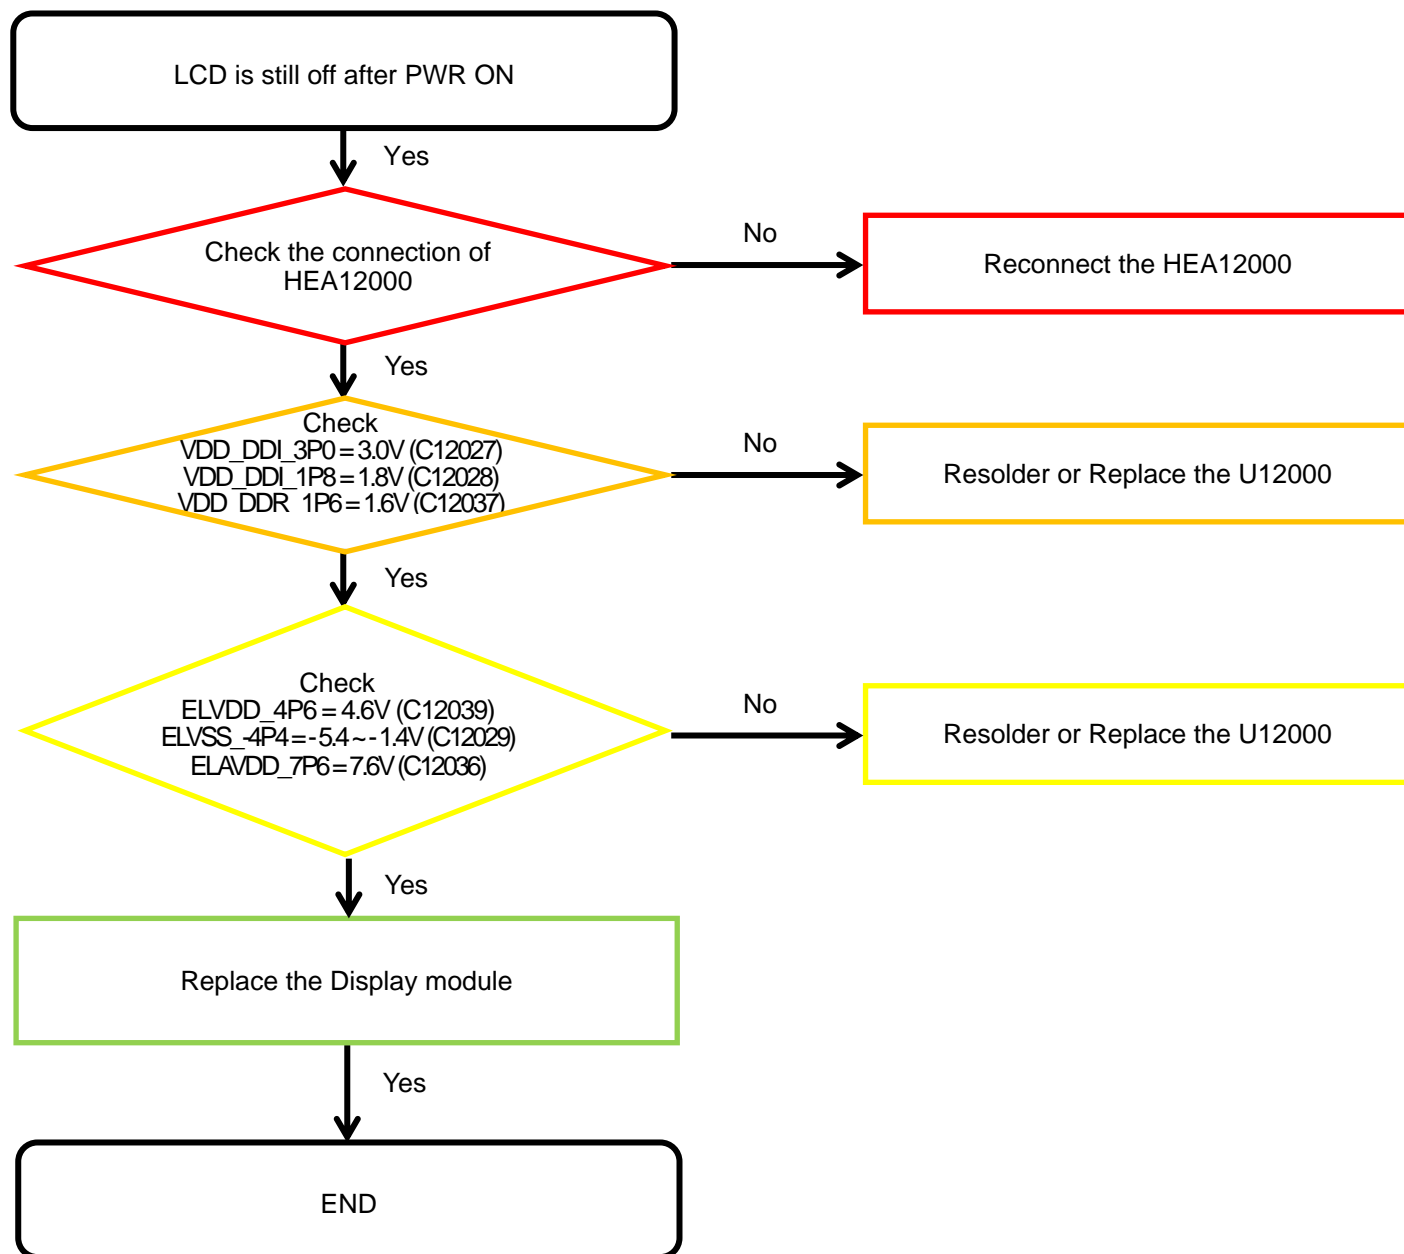 LCD is still off after PWR ON
Yes
Check the connection of
HEA12000
No
Reconnect the HEA12000
Yes
Check
VDD_DDI_3P0 = 3.0V (C12027)
VDD_DDI_1P8 = 1.8V (C12028)
VDD_DDR_1P6 = 1.6V (C12037)
No
Resolder or Replace the U12000
Yes
Check
ELVDD_4P6 = 4.6V (C12039)
ELVSS_-4P4 = -5.4 ~ -1.4V (C12029)
ELAVDD_7P6 = 7.6V (C12036)
No
Resolder or Replace the U12000
Yes
Replace the Display module
Yes
END